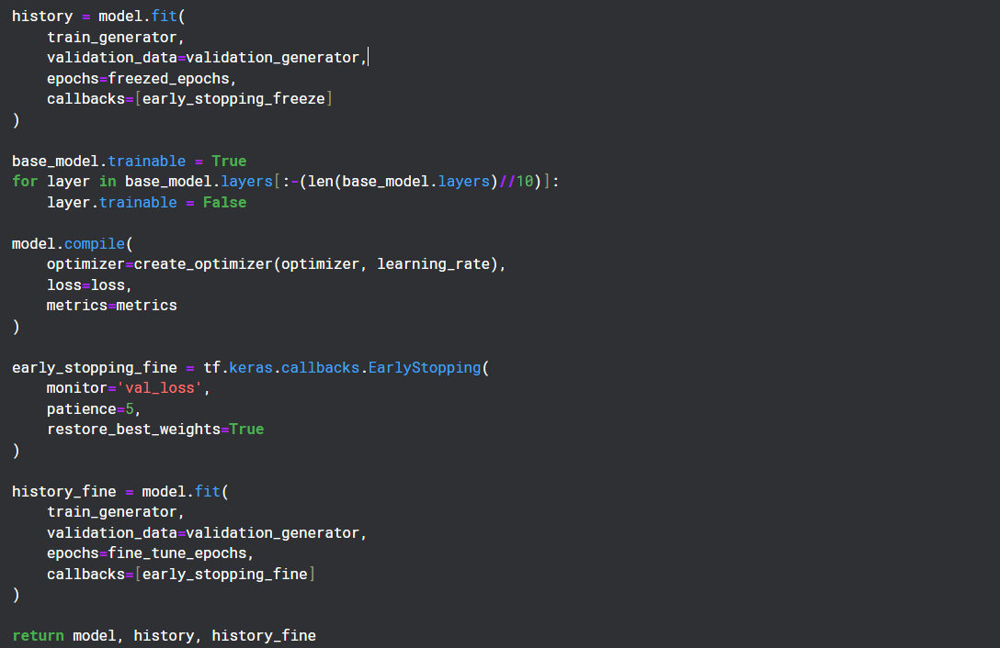 history = model.fit(
    train_generator,
    validation_data=validation_generator,
    epochs=freezed_epochs,
    callbacks=[early_stopping_freeze]
)

base_model.trainable = True
for layer in base_model.layers[:-(len(base_model.layers)//10)]:
    layer.trainable = False

model.compile(
    optimizer=create_optimizer(optimizer, learning_rate),
    loss=loss,
    metrics=metrics
)

early_stopping_fine = tf.keras.callbacks.EarlyStopping(
    monitor='val_loss',
    patience=5,
    restore_best_weights=True
)

history_fine = model.fit(
    train_generator,
    validation_data=validation_generator,
    epochs=fine_tune_epochs,
    callbacks=[early_stopping_fine]
)

return model, history, history_fine